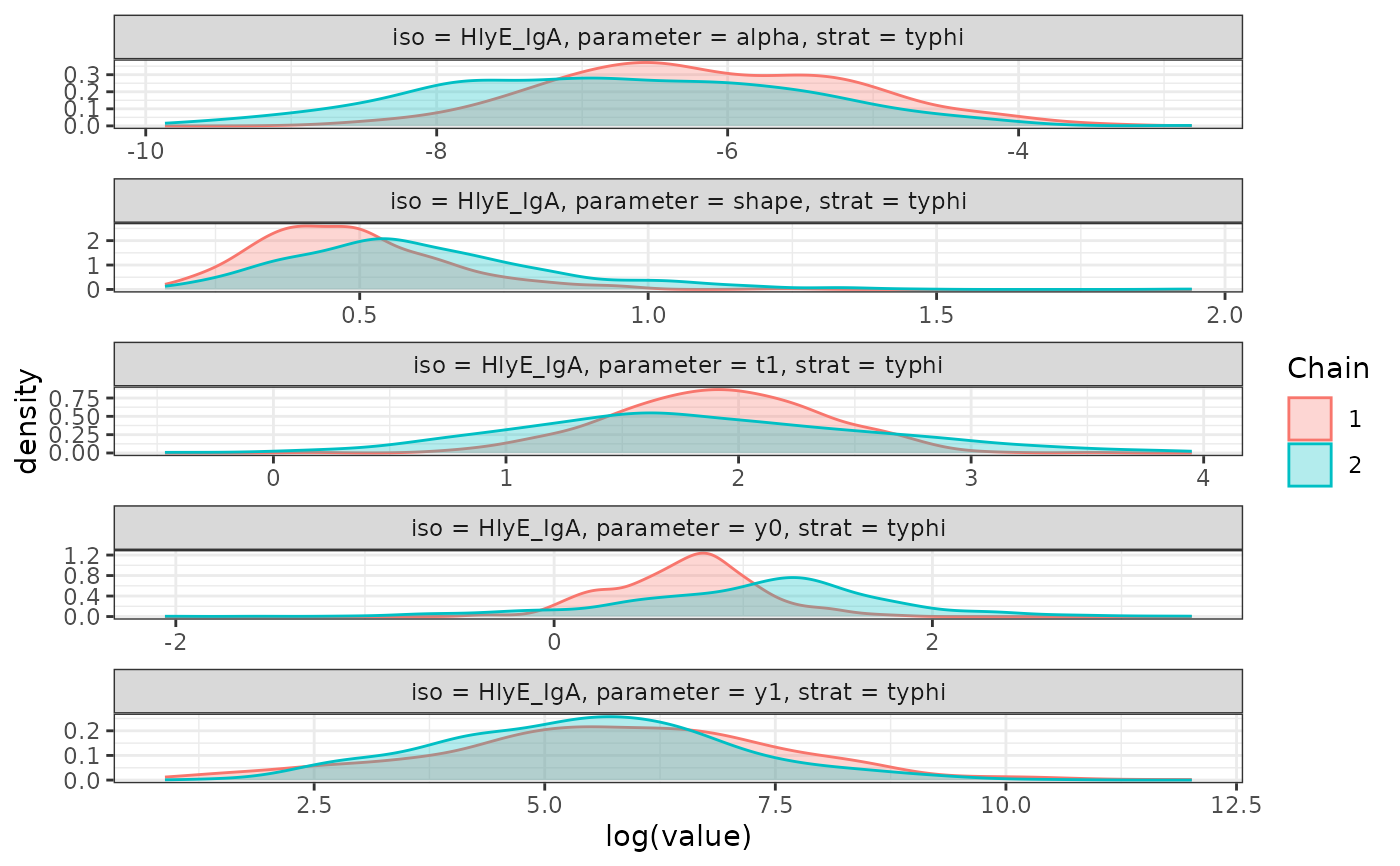 iso = HlyE_IgA, parameter = alpha, strat = typhi
0.3
0.2
0.1
0.0
-10 -8 -6 -4
iso = HlyE_IgA, parameter = shape, strat = typhi
2
1
0
0.5 1.0 1.5 2.0
iso = HlyE_IgA, parameter = t1, strat = typhi
0.75
0.50
0.25
0.00
0 1 2 3 4
iso = HlyE_IgA, parameter = y0, strat = typhi
1.2
0.8
0.4
0.0
-2 0 2
iso = HlyE_IgA, parameter = y1, strat = typhi
0.2
0.1
0.0
2.5 5.0 7.5 10.0 12.5
log(value)
density
Chain
1
2